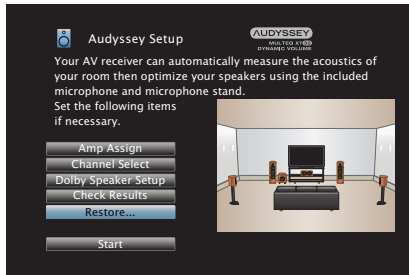 Audyssey Setup
AUDYSSEY
MULTEQ XT32
DYNAMIC VOLUME
Your AV receiver can automatically measure the acoustics of
your room then optimize your speakers using the included
microphone and microphone stand.
Set the following items
if necessary.
Amp Assign
Channel Select
Dolby Speaker Setup
Check Results
Restore...
Start